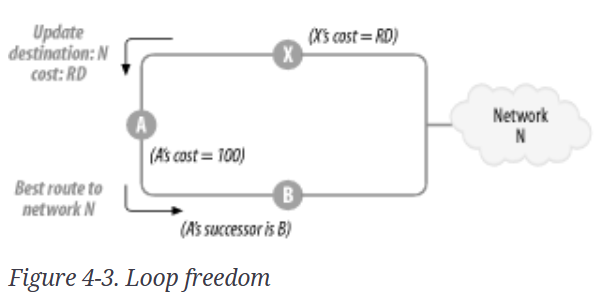 Update
destination: N
cost: RD
X
(X's cost = RD)
Network
N
A
(A's cost = 100)
Best route to
network N
B
(A's successor is B)
Figure 4-3. Loop freedom